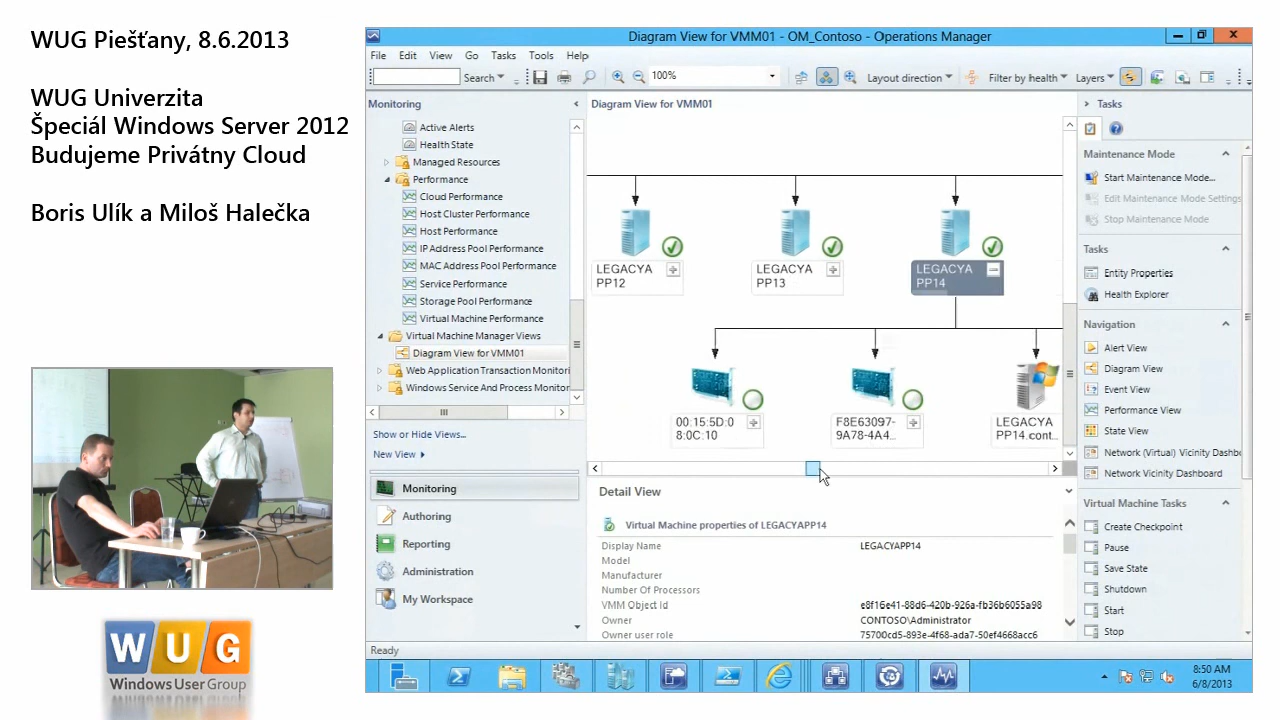 WUG Piešťany, 8.6.2013
WUG Univerzita
Špeciál Windows Server 2012
Budujeme Privátny Cloud
Boris Ulík a Miloš Halečka
WUG
Windows User Group
Diagram View for VMM01 - OM_Contoso - Operations Manager
File Edit View Go Tasks Tools Help
Search 100% Layout direction Filter by health Layers
Monitoring
Active Alerts
Health State
Managed Resources
Performance
Cloud Performance
Host Cluster Performance
Host Performance
IP Address Pool Performance
MAC Address Pool Performance
Service Performance
Storage Pool Performance
Virtual Machine Performance
Virtual Machine Manager Views
Diagram View for VMM01
Web Application Transaction Monitori
Windows Service And Process Monitor
Show or Hide Views...
New View
Monitoring
Authoring
Reporting
Administration
My Workspace
Diagram View for VMM01
LEGACYA
PP12
LEGACYA
PP13
LEGACYA
PP14
00:15:5D:0
8:0C:10
F8E63097-
9A78-4A4...
LEGACYA
PP14.cont...
Detail View
Virtual Machine properties of LEGACYAPP14
Display Name LEGACYAPP14
Model
Manufacturer
Number Of Processors
VMM Object Id e8f16e41-88d6-420b-926a-fb36b6055a98
Owner CONTOSO\Administrator
Owner user role 75700cd5-893e-4f68-ada7-50ef4668acc6
Tasks
Maintenance Mode
Start Maintenance Mode...
Edit Maintenance Mode Settings
Stop Maintenance Mode
Tasks
Entity Properties
Health Explorer
Navigation
Alert View
Diagram View
Event View
Performance View
State View
Network (Virtual) Vicinity Dashb
Network Vicinity Dashboard
Virtual Machine Tasks
Create Checkpoint
Pause
Save State
Shutdown
Start
Stop
Ready
8:50 AM
6/8/2013